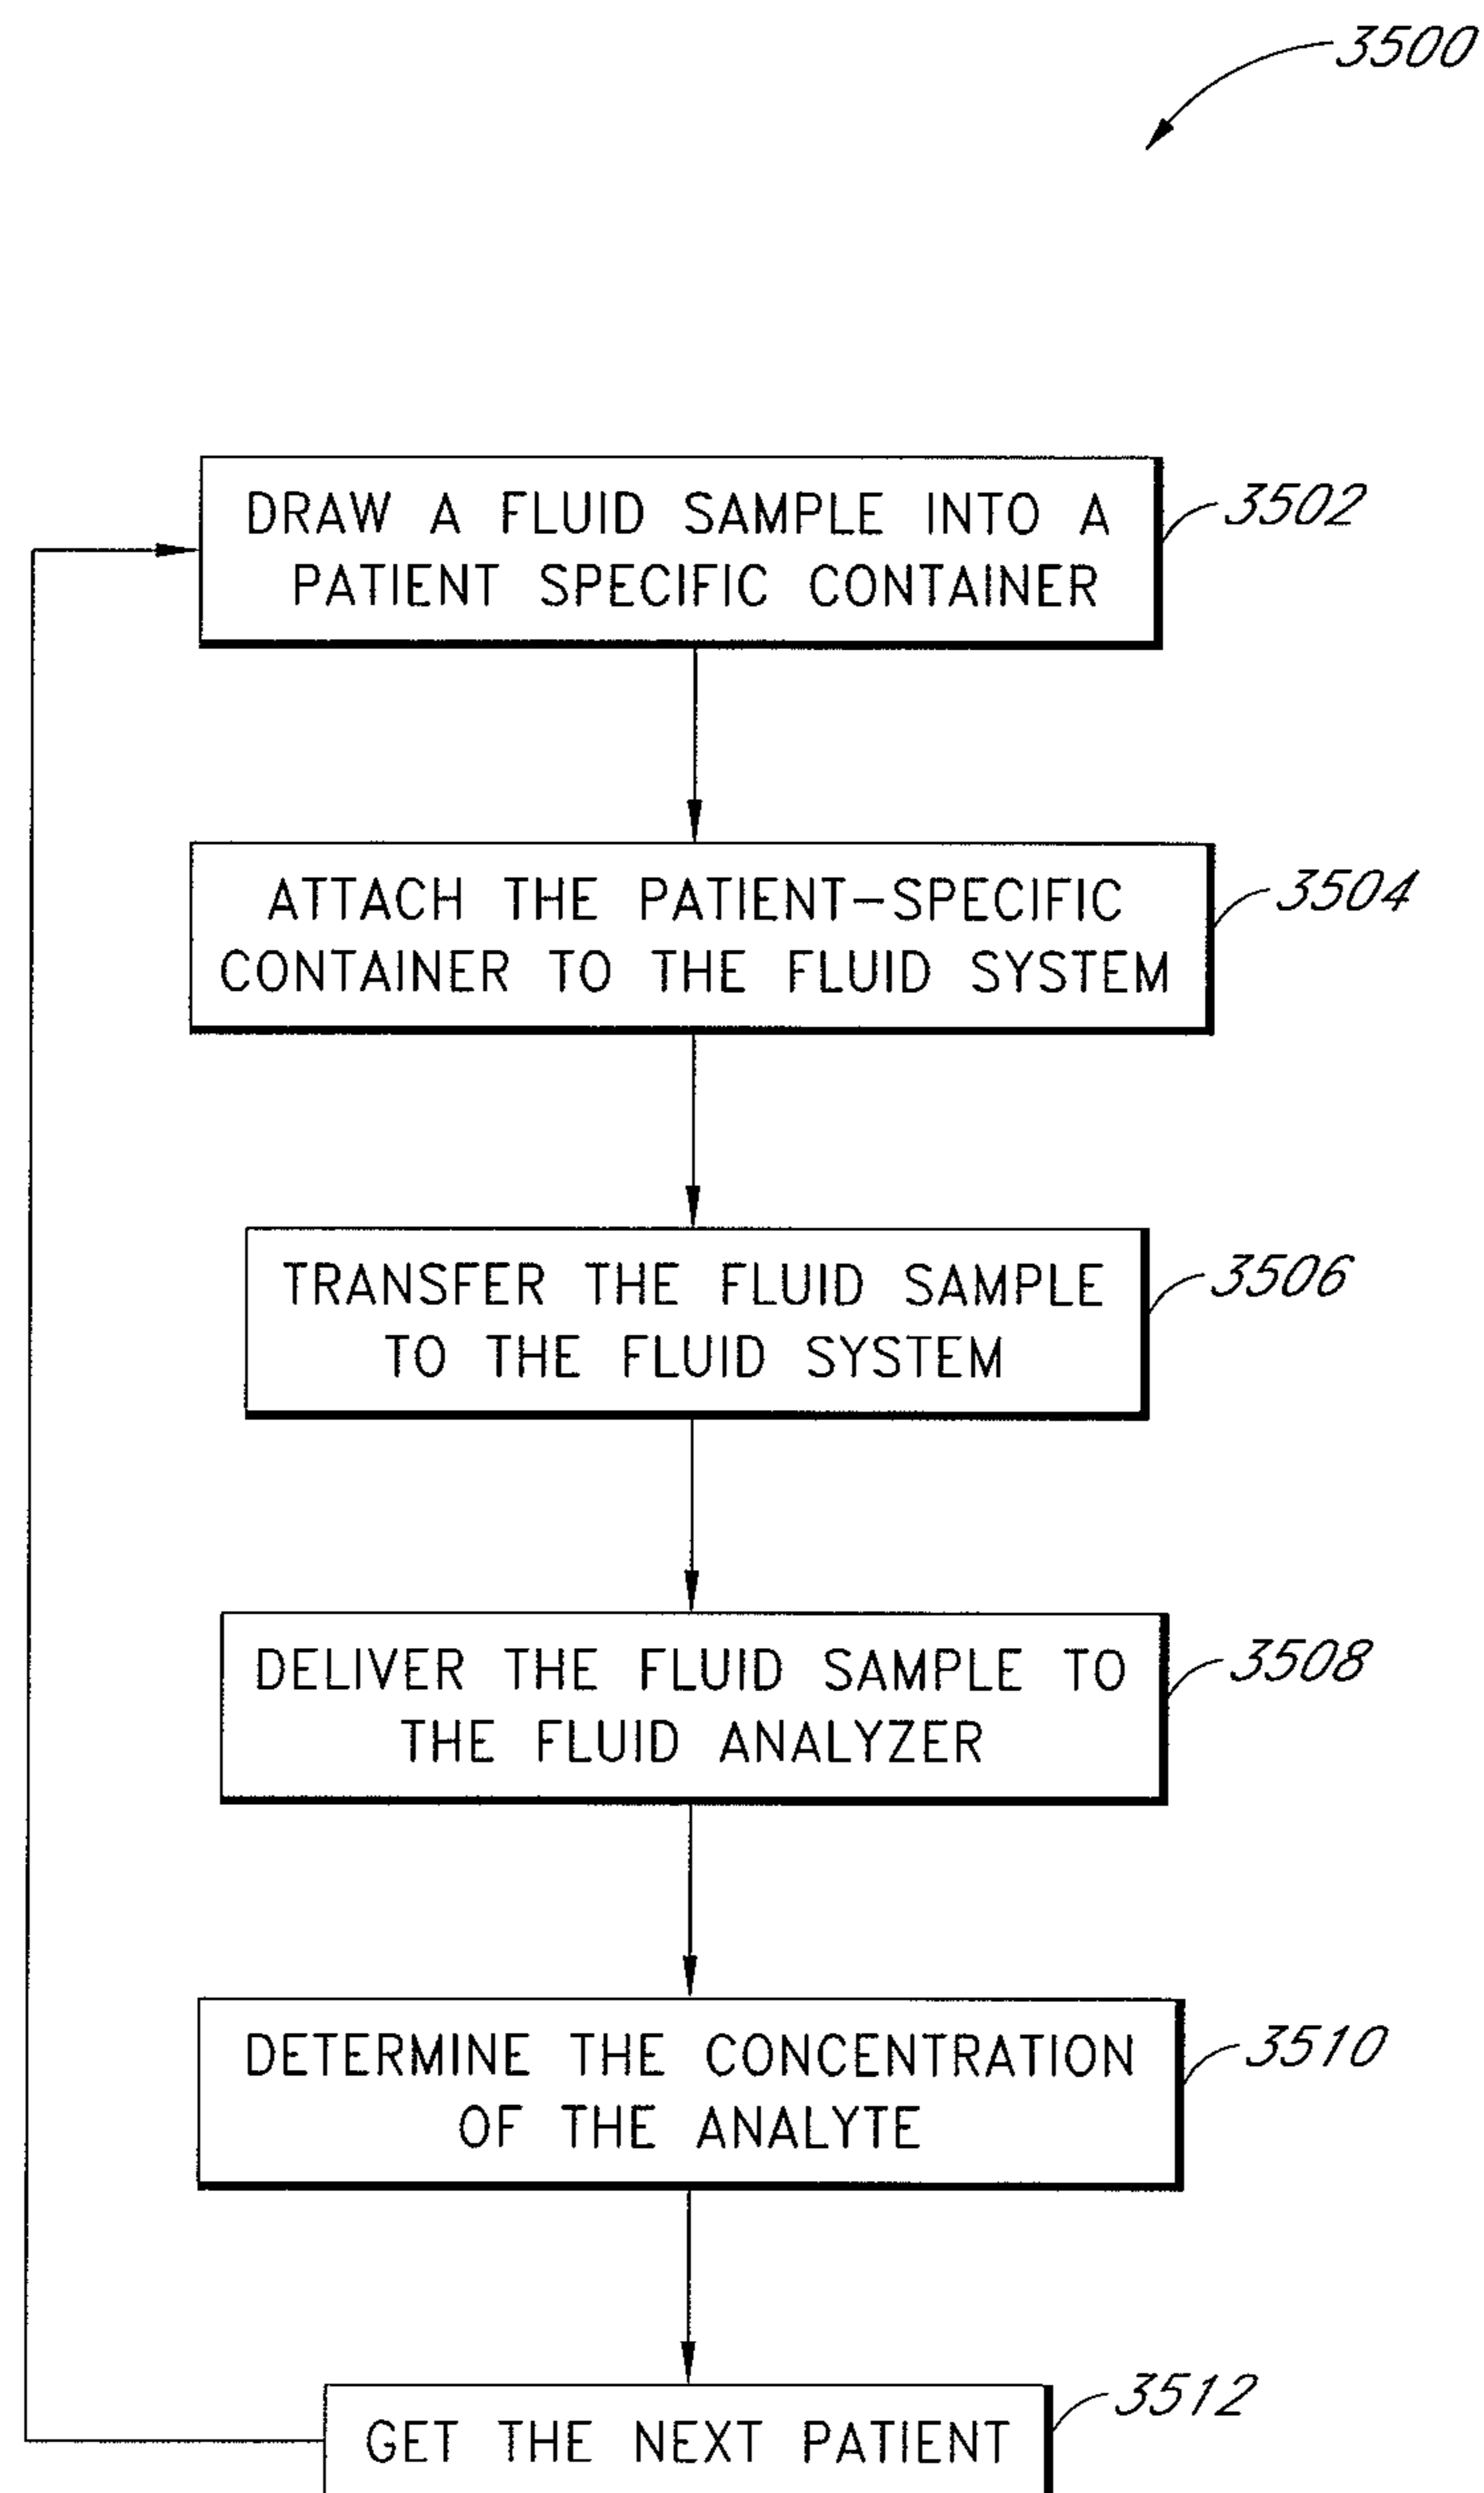 3500
DRAW A FLUID SAMPLE INTO A
PATIENT SPECIFIC CONTAINER
3502
ATTACH THE PATIENT-SPECIFIC
CONTAINER TO THE FLUID SYSTEM
3504
TRANSFER THE FLUID SAMPLE
TO THE FLUID SYSTEM
3506
DELIVER THE FLUID SAMPLE TO
THE FLUID ANALYZER
3508
DETERMINE THE CONCENTRATION
OF THE ANALYTE
3510
GET THE NEXT PATIENT
3512